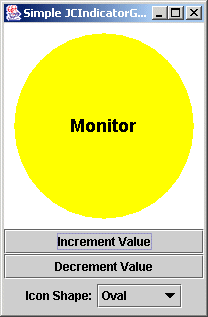 Simple JCIndicatorG...
Monitor
Increment Value
Decrement Value
Icon Shape: Oval